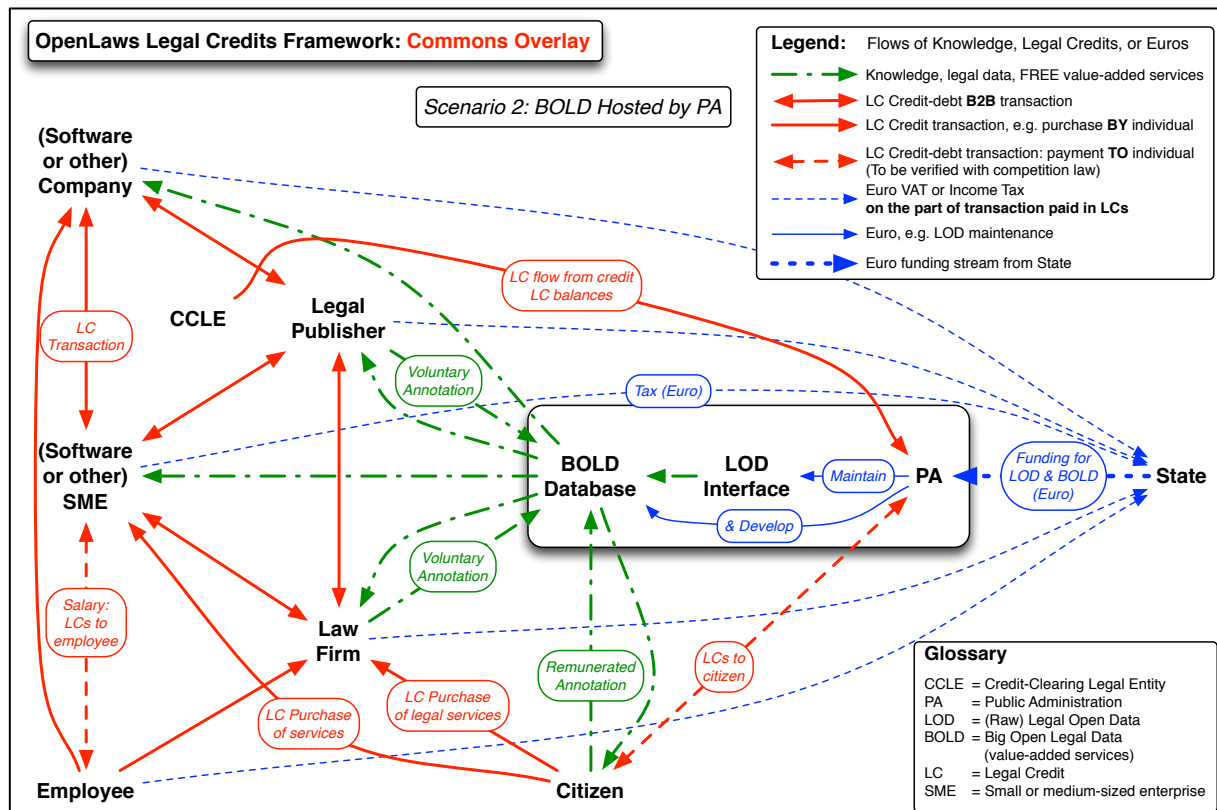 OpenLaws Legal Credits Framework: Commons Overlay
Scenario 2: BOLD Hosted by PA
Legend: Flows of Knowledge, Legal Credits, or Euros
Knowledge, legal data, FREE value-added services
LC Credit-debt B2B transaction
LC Credit transaction, e.g. purchase BY individual
LC Credit-debt transaction: payment TO individual
(To be verified with competition law)
Euro VAT or Income Tax
on the part of transaction paid in LCs
Euro, e.g. LOD maintenance
Euro funding stream from State
(Software
or other)
Company
LC flow from credit
LC balances
CCLE
Legal
Publisher
LC
Transaction
Voluntary
Annotation
Tax (Euro)
(Software
or other)
SME
BOLD
Database
LOD
Interface
Maintain
PA
& Develop
Funding for
LOD & BOLD
(Euro)
State
Voluntary
Annotation
Salary:
LCs to
employee
Law
Firm
Remunerated
Annotation
LCs to
citizen
LC Purchase
of services
LC Purchase
of legal services
Employee
Citizen
Glossary
CCLE = Credit-Clearing Legal Entity
PA = Public Administration
LOD = (Raw) Legal Open Data
BOLD = Big Open Legal Data
(value-added services)
LC = Legal Credit
SME = Small or medium-sized enterprise